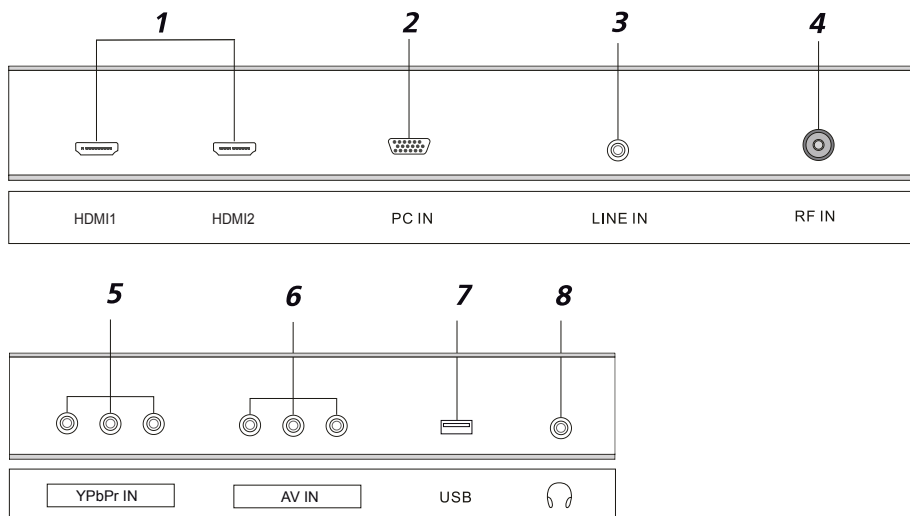 1 2 3 4
HDMI1 HDMI2 PC IN LINE IN RF IN
5 6 7 8
YPbPr IN AV IN USB